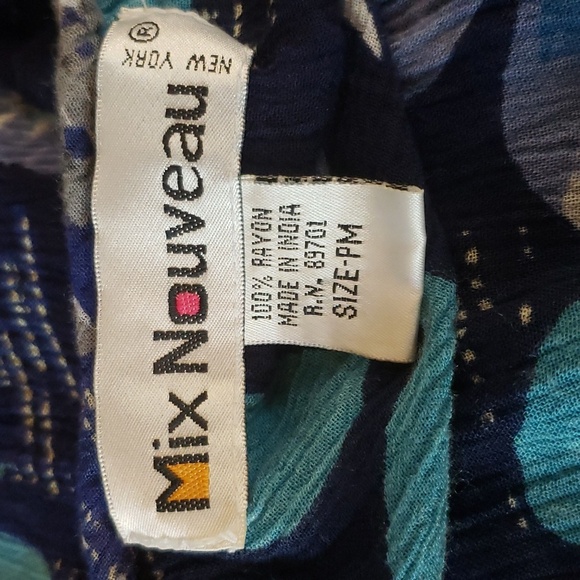 Mix Nouveau
NEW YORK ®
100% RAYON
MADE IN INDIA
R.N. 89701
SIZE-PM